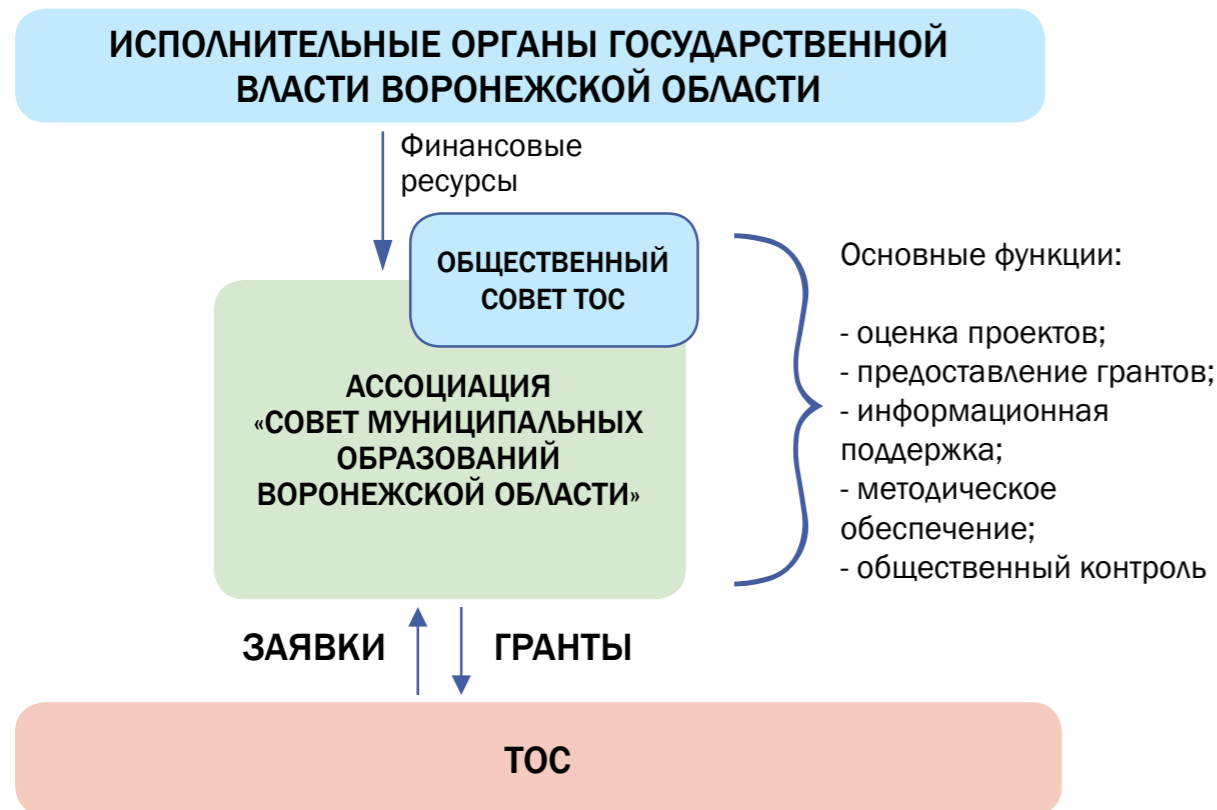 ИСПОЛНИТЕЛЬНЫЕ ОРГАНЫ ГОСУДАРСТВЕННОЙ
ВЛАСТИ ВОРОНЕЖСКОЙ ОБЛАСТИ
Финансовые
ресурсы
ОБЩЕСТВЕННЫЙ
СОВЕТ ТОС
АССОЦИАЦИЯ
«СОВЕТ МУНИЦИПАЛЬНЫХ
ОБРАЗОВАНИЙ
ВОРОНЕЖСКОЙ ОБЛАСТИ»
Основные функции:
- оценка проектов;
- предоставление грантов;
- информационная
поддержка;
- методическое
обеспечение;
- общественный контроль
ЗАЯВКИ
ГРАНТЫ
ТОС